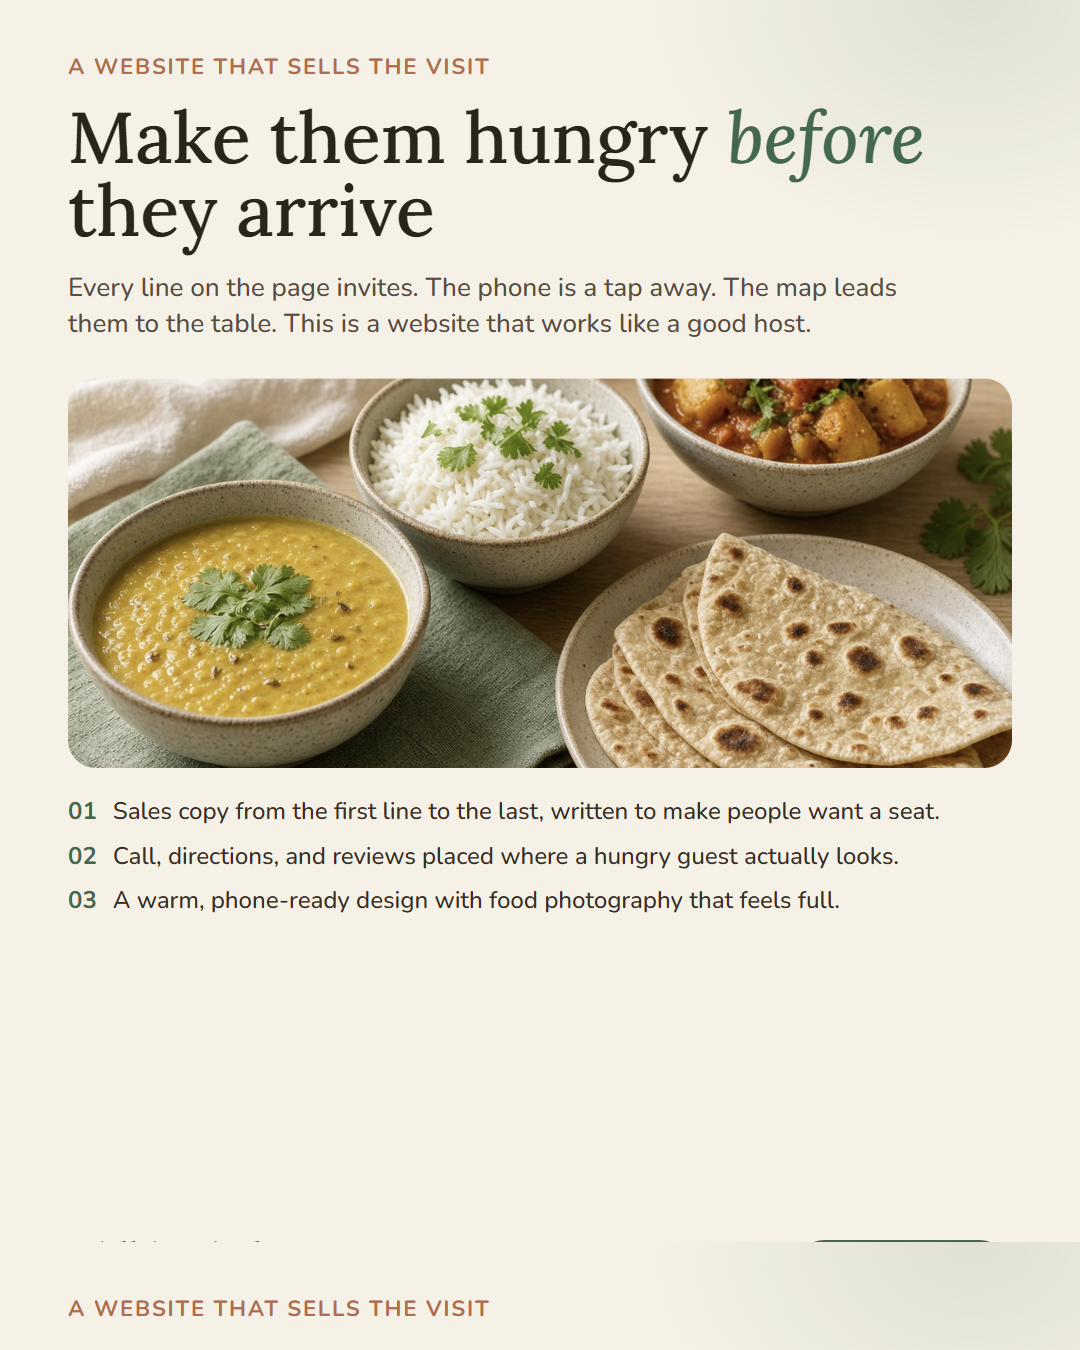 A WEBSITE THAT SELLS THE VISIT
Make them hungry before
they arrive
Every line on the page invites. The phone is a tap away. The map leads
them to the table. This is a website that works like a good host.
01 Sales copy from the first line to the last, written to make people want a seat.
02 Call, directions, and reviews placed where a hungry guest actually looks.
03 A warm, phone-ready design with food photography that feels full.
A WEBSITE THAT SELLS THE VISIT